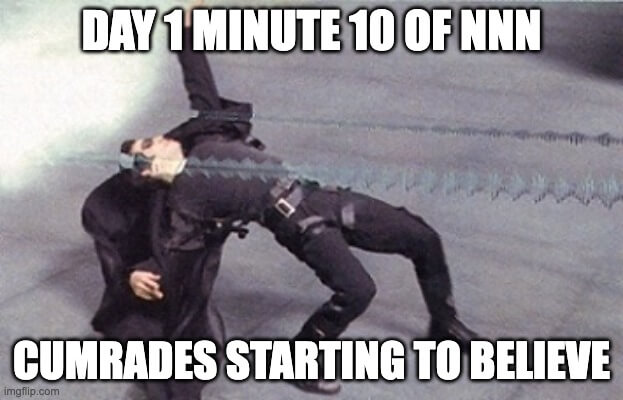 DAY 1 MINUTE 10 OF NNN
CUMRADES STARTING TO BELIEVE
imgflip.com